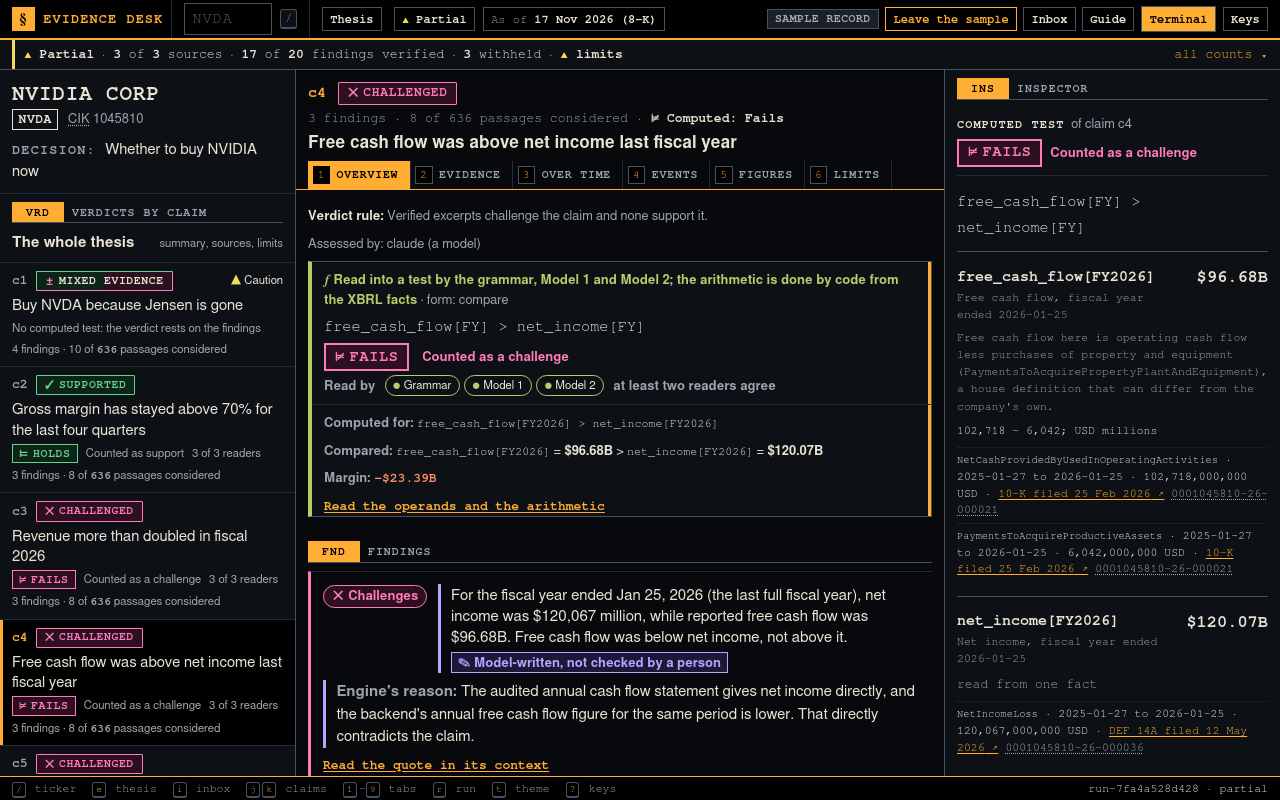 § EVIDENCE DESK NVDA / Thesis ▲ Partial As of 17 Nov 2026 (8-K) SAMPLE RECORD Leave the sample Inbox Guide Terminal Keys
▲ Partial · 3 of 3 sources · 17 of 20 findings verified · 3 withheld · ▲ limits all counts ▾
NVIDIA CORP
NVDA CIK 1045810
DECISION: Whether to buy NVIDIA
now
VRD VERDICTS BY CLAIM
The whole thesis summary, sources, limits
c1 ± MIXED EVIDENCE ▲ Caution
Buy NVDA because Jensen is gone
No computed test: the verdict rests on the findings
4 findings · 10 of 636 passages considered
c2 ✓ SUPPORTED
Gross margin has stayed above 70% for
the last four quarters
⊨ HOLDS Counted as support 3 of 3 readers
3 findings · 8 of 636 passages considered
c3 ✕ CHALLENGED
Revenue more than doubled in fiscal
2026
⊭ FAILS Counted as a challenge 3 of 3 readers
3 findings · 8 of 636 passages considered
c4 ✕ CHALLENGED
Free cash flow was above net income last
fiscal year
⊭ FAILS Counted as a challenge 3 of 3 readers
3 findings · 8 of 636 passages considered
c5 ✕ CHALLENGED
c4 ✕ CHALLENGED
3 findings · 8 of 636 passages considered · ⊭ Computed: Fails
Free cash flow was above net income last fiscal year
1 OVERVIEW 2 EVIDENCE 3 OVER TIME 4 EVENTS 5 FIGURES 6 LIMITS
Verdict rule: Verified excerpts challenge the claim and none support it.
Assessed by: claude (a model)
ƒ Read into a test by the grammar, Model 1 and Model 2; the arithmetic is done by code from
the XBRL facts · form: compare
free_cash_flow[FY] > net_income[FY]
⊭ FAILS Counted as a challenge
Read by ● Grammar ● Model 1 ● Model 2 at least two readers agree
Computed for: free_cash_flow[FY2026] > net_income[FY2026]
Compared: free_cash_flow[FY2026] = $96.68B > net_income[FY2026] = $120.07B
Margin: −$23.39B
Read the operands and the arithmetic
FND FINDINGS
✕ Challenges
For the fiscal year ended Jan 25, 2026 (the last full fiscal year), net
income was $120,067 million, while reported free cash flow was
$96.68B. Free cash flow was below net income, not above it.
✎ Model-written, not checked by a person
Engine's reason: The audited annual cash flow statement gives net income directly, and
the backend's annual free cash flow figure for the same period is lower. That directly
contradicts the claim.
Read the quote in its context
INS INSPECTOR
COMPUTED TEST of claim c4
⊭ FAILS Counted as a challenge
free_cash_flow[FY] >
net_income[FY]
free_cash_flow[FY2026] $96.68B
Free cash flow, fiscal year
ended 2026-01-25
Free cash flow here is operating cash flow
less purchases of property and equipment
(PaymentsToAcquirePropertyPlantAndEquipment),
a house definition that can differ from the
company's own.
102,718 − 6,042; USD millions
NetCashProvidedByUsedInOperatingActivities ·
2025-01-27 to 2026-01-25 · 102,718,000,000
USD · 10-K filed 25 Feb 2026 ↗ 0001045810-26-
000021
PaymentsToAcquireProductiveAssets · 2025-01-27
to 2026-01-25 · 6,042,000,000 USD · 10-K
filed 25 Feb 2026 ↗ 0001045810-26-000021
net_income[FY2026] $120.07B
Net income, fiscal year ended
2026-01-25
read from one fact
NetIncomeLoss · 2025-01-27 to 2026-01-25 ·
120,067,000,000 USD · DEF 14A filed 12 May
2026 ↗ 0001045810-26-000036
/ ticker e thesis i inbox j k claims 1-9 tabs r run t theme ? keys run-7fa4a528d428 · partial